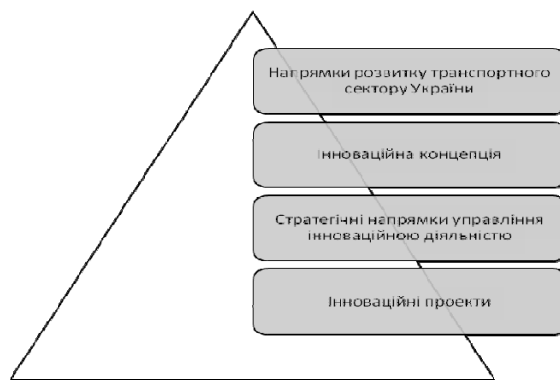 Напрямки розвитку транспортного
сектору України
Інноваційна концепція
Стратегічні напрямки управління
інноваційною діяльністю
Інноваційні проекти